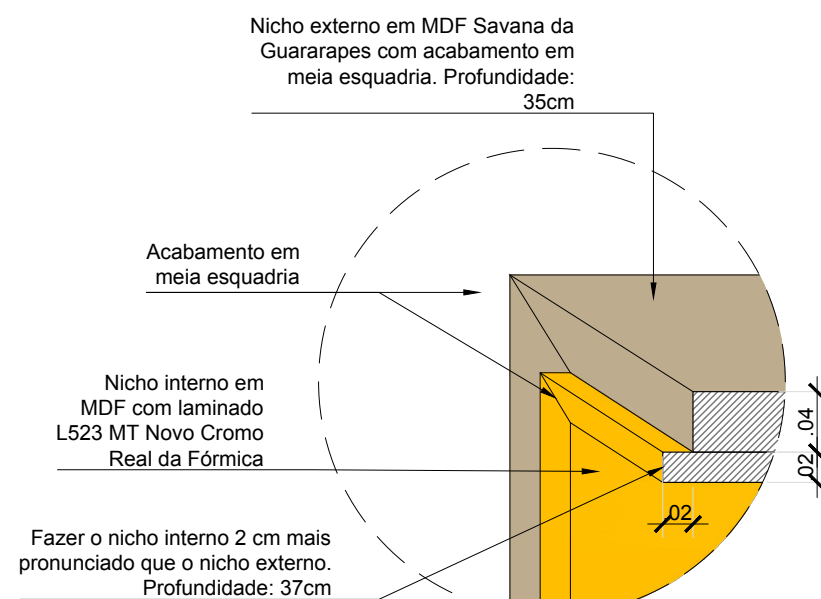 Nicho externo em MDF Savana da
Guararapes com acabamento em
meia esquadria. Profundidade:
35cm
Acabamento em
meia esquadria
Nicho interno em
MDF com laminado
L523 MT Novo Cromo
Real da Fórmica
Fazer o nicho interno 2 cm mais
pronunciado que o nicho externo.
Profundidade: 37cm
.04
.02
.02